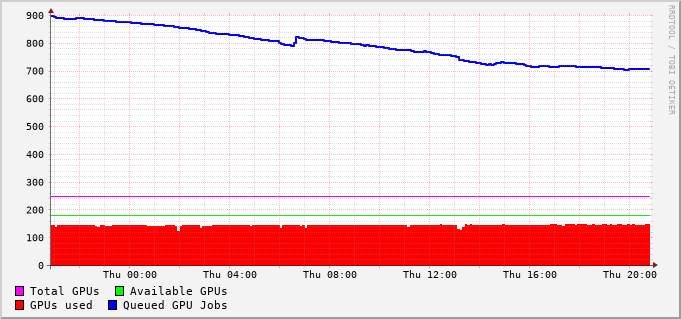 900
800
700
600
500
400
300
200
100
0
Thu 00:00 Thu 04:00 Thu 08:00 Thu 12:00 Thu 16:00 Thu 20:00
Total GPUs Available GPUs
GPUs used Queued GPU Jobs
RRDTOOL / TOBI OETIKER